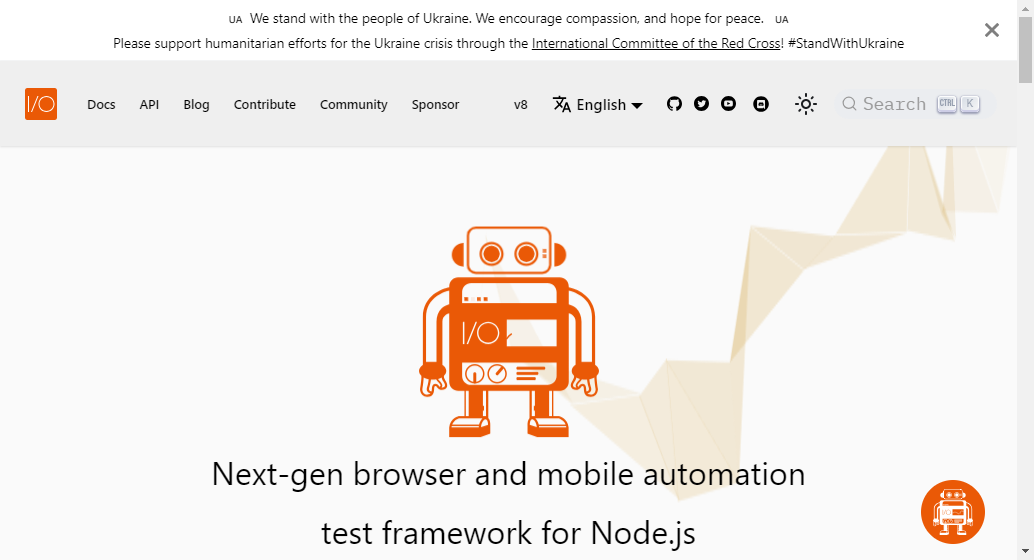 UA We stand with the people of Ukraine. We encourage compassion, and hope for peace. UA
Please support humanitarian efforts for the Ukraine crisis through the International Committee of the Red Cross! #StandWithUkraine
I/O Docs API Blog Contribute Community Sponsor v8 English Search CTRL K
I/O
Next-gen browser and mobile automation
test framework for Node.js